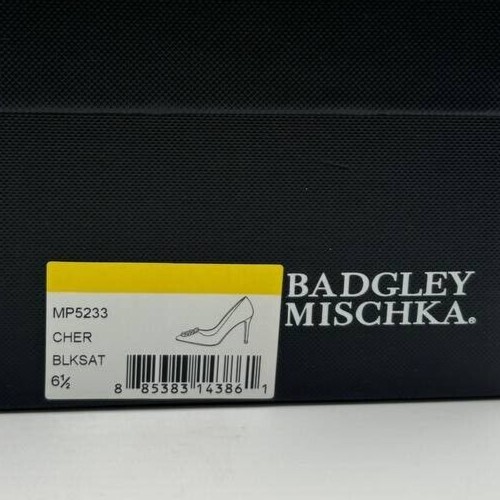 MP5233
CHER
BLKSAT
6½
8 85383 14386 1
BADGLEY
MISCHKA®